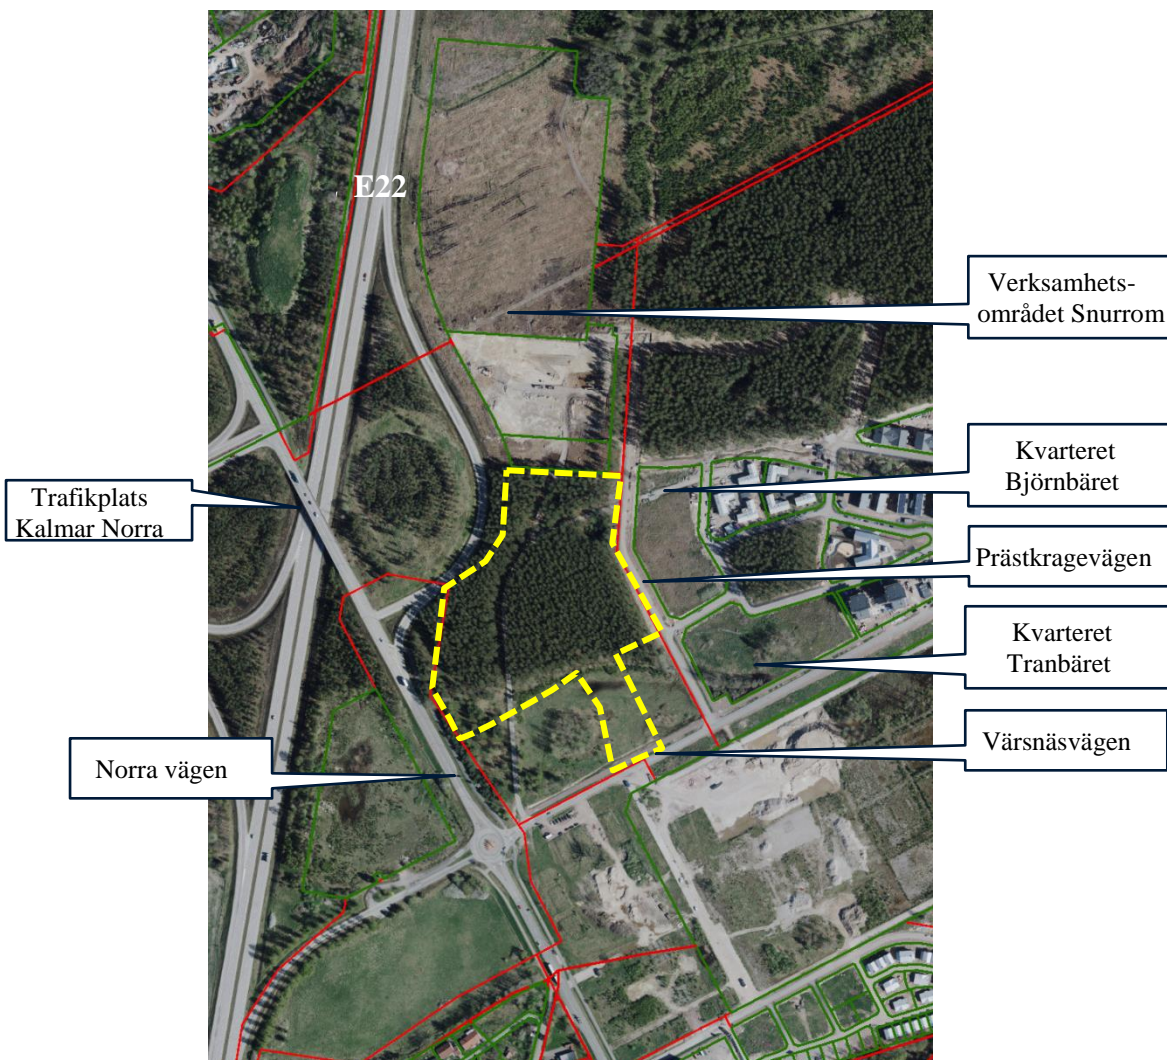 E22
Verksamhets-
området Snurrom
Kvarteret
Björnbäret
Trafikplats
Kalmar Norra
Prästkragevägen
Kvarteret
Tranbäret
Värsnäsvägen
Norra vägen